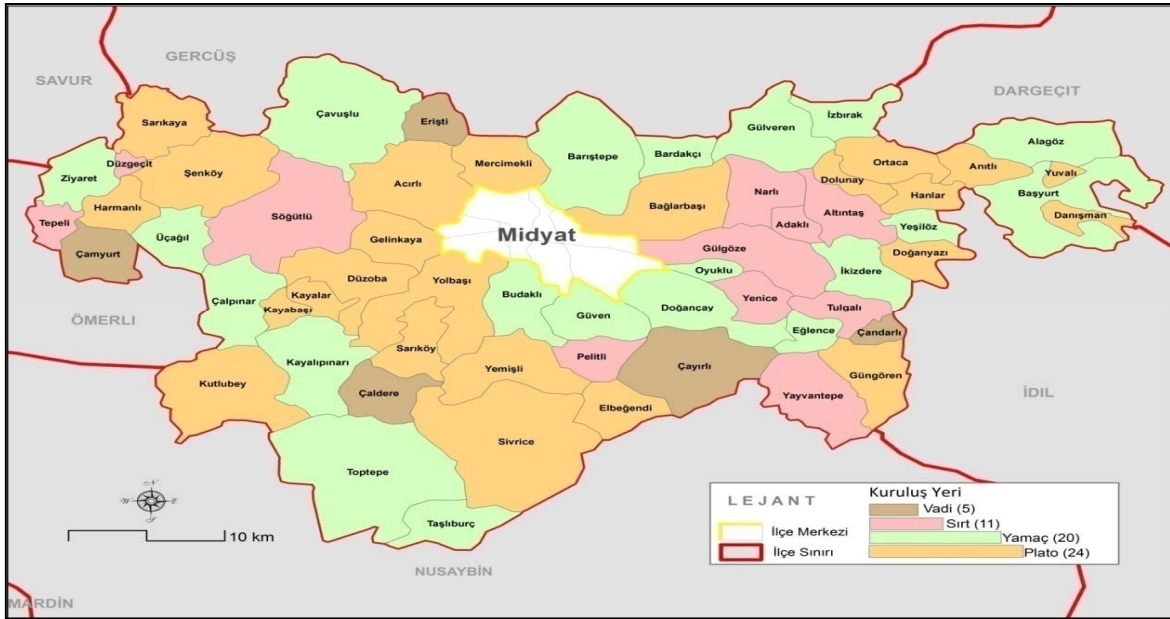 GERCÜŞ
SAVUR
DARGEÇİT
Sarıkaya
Çavuşlu
Erişti
İzbırak
Gülveren
Alagöz
Düzgeçit
Ziyaret
Şenköy
Mercimekli
Barıştepe
Bardakçı
Ortaca
Anıtlı
Yuvalı
Acırlı
Dolunay
Narlı
Hanlar
Başyurt
Harmanlı
Bağlarbaşı
Tepeli
Söğütlü
Altıntaş
Danışman
Adaklı
Üçağıl
Gelinkaya
Midyat
Yeşilöz
Çamyurt
Gülgöze
Doğanyazı
Oyuklu
İkizdere
Düzoba
Yolbaşı
Çalpınar
Kayalar
Budaklı
Yenice
Kayabaşı
Güven
Doğançay
Tulgalı
ÖMERLİ
Eğlence
Çandarlı
Sarıköy
Kayalıpınarı
Pelitli
Yemişli
Çayırlı
Güngören
Kutlubey
Çaldere
Yayvantepe
İDİL
Elbeğendi
Sivrice
Toptepe
N
W E
S
Taşlıburç
10 km
LEJANT
Kuruluş Yeri
Vadi (5)
Sırt (11)
İlçe Merkezi
Yamaç (20)
İlçe Sınırı
Plato (24)
NUSAYBİN
MARDİN